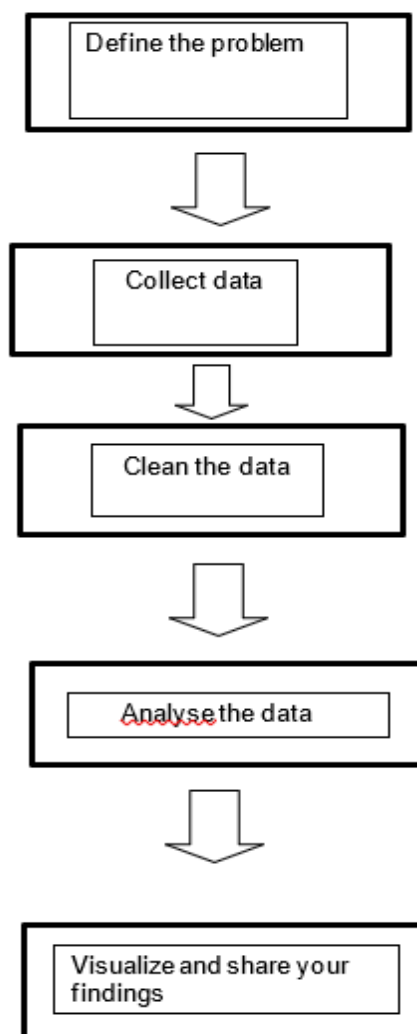 Define the problem
Collect data
Clean the data
Analyse the data
Visualize and share your
findings